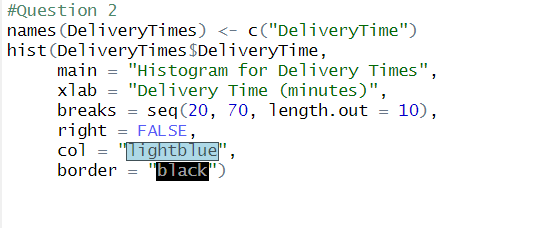 #Question 2
names(DeliveryTimes) <- c("DeliveryTime")
hist(DeliveryTimes$DeliveryTime,
     main = "Histogram for Delivery Times",
     xlab = "Delivery Time (minutes)",
     breaks = seq(20, 70, length.out = 10),
     right = FALSE,
     col = "lightblue",
     border = "black")